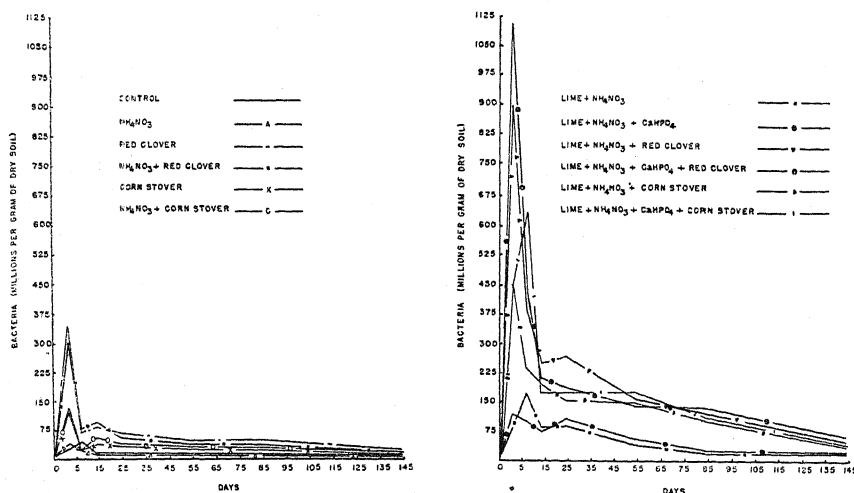 1125
1050
975
900
825
750
675
600
525
450
375
300
225
150
75
0 5 15 25 35 45 55 65 75 85 95 105 115 125 135 145
DAYS
BACTERIA (MILLIONS PER GRAM OF DRY SOIL)
CONTROL
NH4NO3 A
RED CLOVER
NH4NO3 + RED CLOVER
CORN STOVER X
NH4NO3 + CORN STOVER
1125
1050
975
900
825
750
675
600
525
450
375
300
225
150
75
0 5 15 25 35 45 55 65 75 85 95 105 115 125 135 145
DAYS
BACTERIA (MILLIONS PER GRAM OF DRY SOIL)
LIME + NH4NO3
LIME + NH4NO3 + CaHPO4
LIME + NH4NO3 + RED CLOVER
LIME + NH4NO3 + CaHPO4 + RED CLOVER
LIME + NH4NO3 + CORN STOVER
LIME + NH4NO3 + CaHPO4 + CORN STOVER